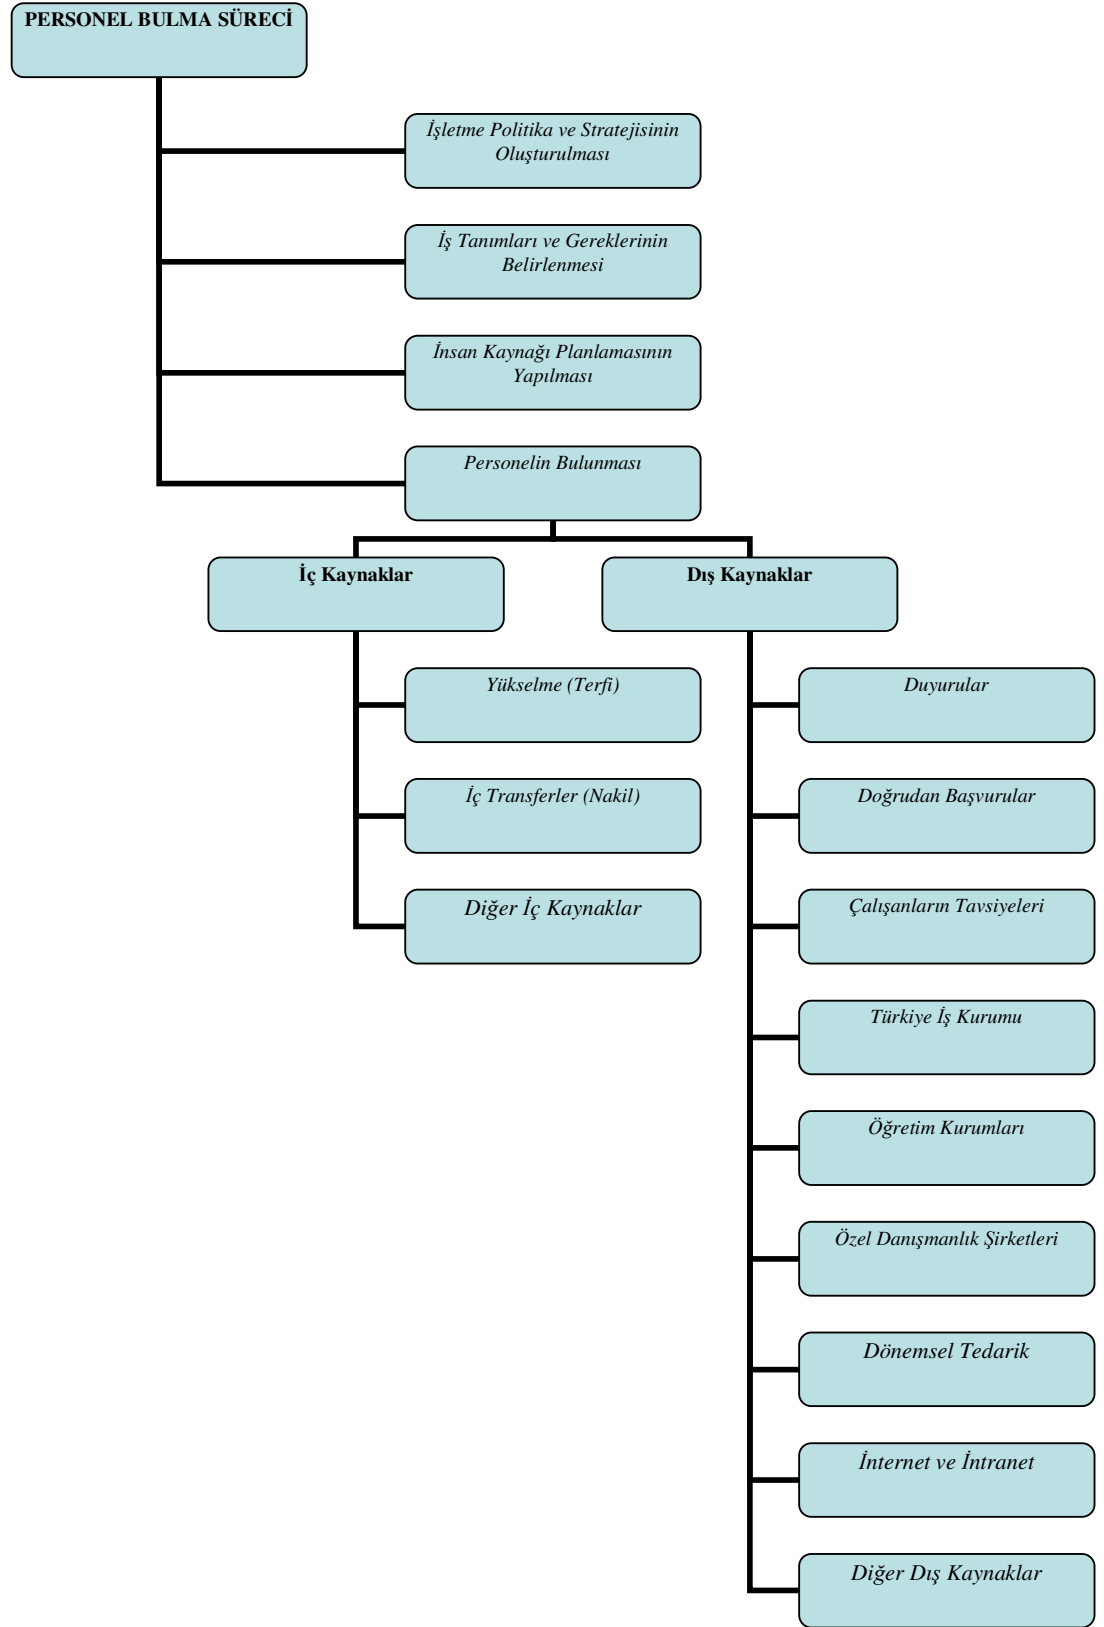 PERSONEL BULMA SÜRECİ
İşletme Politika ve Stratejisinin
Oluşturulması
İş Tanımları ve Gereklerinin
Belirlenmesi
İnsan Kaynağı Planlamasının
Yapılması
Personelin Bulunması
İç Kaynaklar
Yükselme (Terfi)
İç Transferler (Nakil)
Diğer İç Kaynaklar
Dış Kaynaklar
Duyurular
Doğrudan Başvurular
Çalışanların Tavsiyeleri
Türkiye İş Kurumu
Öğretim Kurumları
Özel Danışmanlık Şirketleri
Dönemsel Tedarik
İnternet ve İntranet
Diğer Dış Kaynaklar